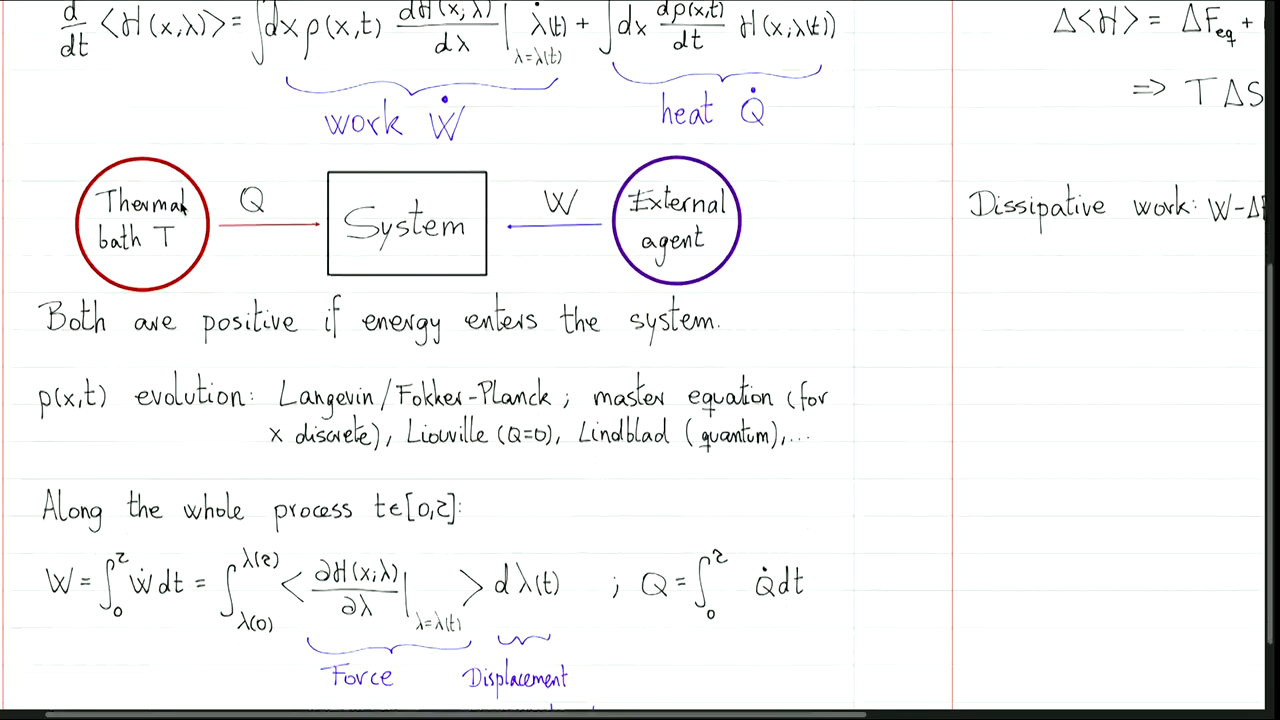 d/dt <H(x,λ)> = ∫dx ρ(x,t) dH(x;λ)/dλ |λ=λ(t) λ̇(t) + ∫dx dρ(x,t)/dt H(x;λ(t))
work Ẇ
heat Q̇
Thermal bath T
Q
System
W
External agent
Both are positive if energy enters the system.
ρ(x,t) evolution: Langevin/Fokker-Planck; master equation (for
x discrete), Liouville (Q=0), Lindblad (quantum),...
Along the whole process t∈[0,τ]:
W = ∫₀^τ Ẇ dt = ∫_λ(0)^λ(τ) < ∂H(x;λ)/∂λ |λ=λ(t) > dλ(t) ; Q = ∫₀^τ Q̇ dt
Force
Displacement
Δ<H> = ΔFeq +
=> TΔS
Dissipative work: W-Δ